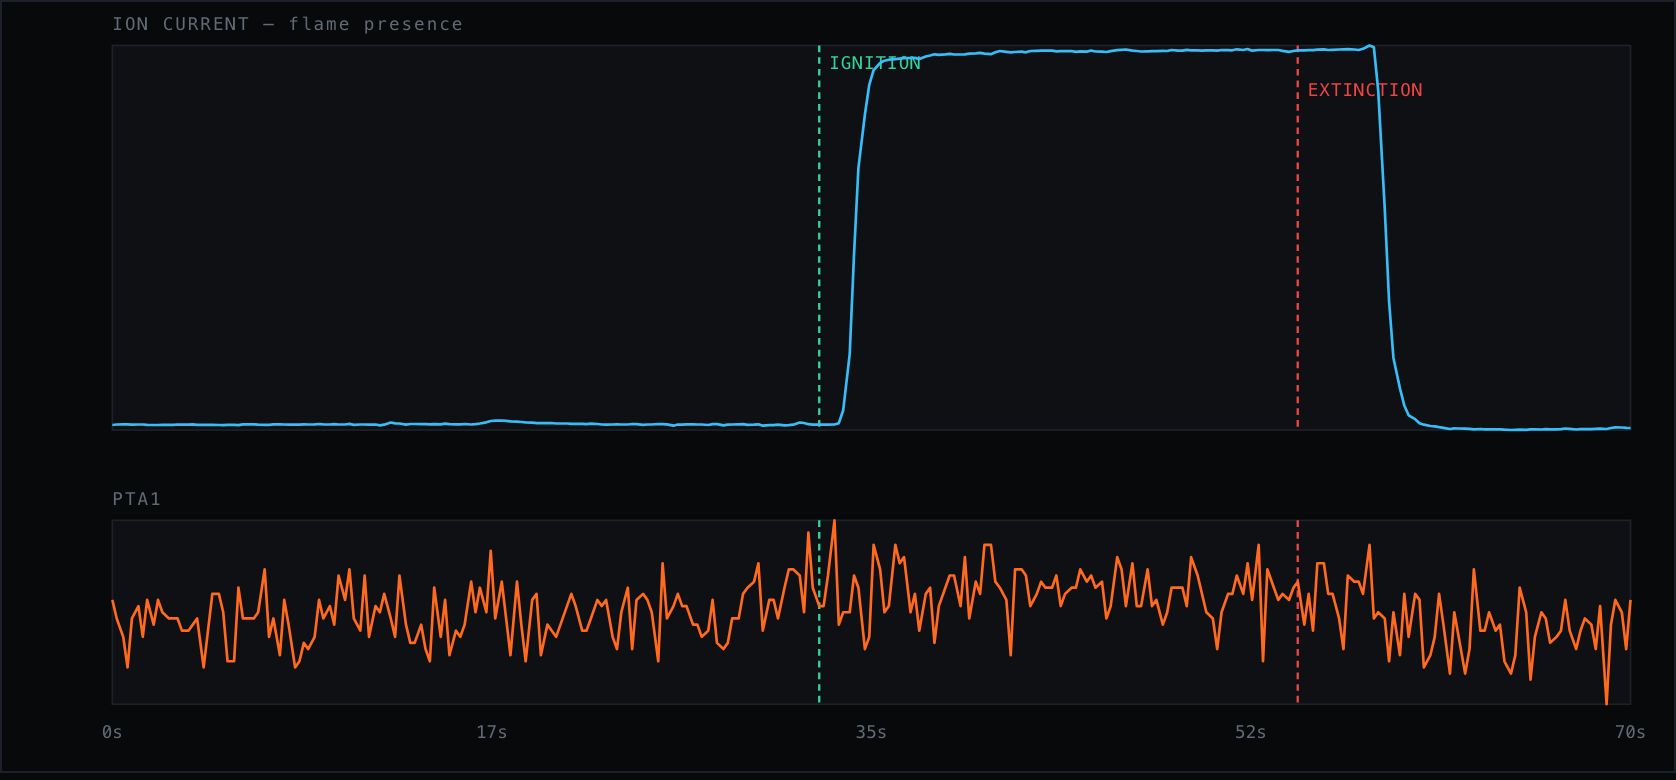 ION CURRENT — flame presence
IGNITION
EXTINCTION
PTA1
0s 17s 35s 52s 70s